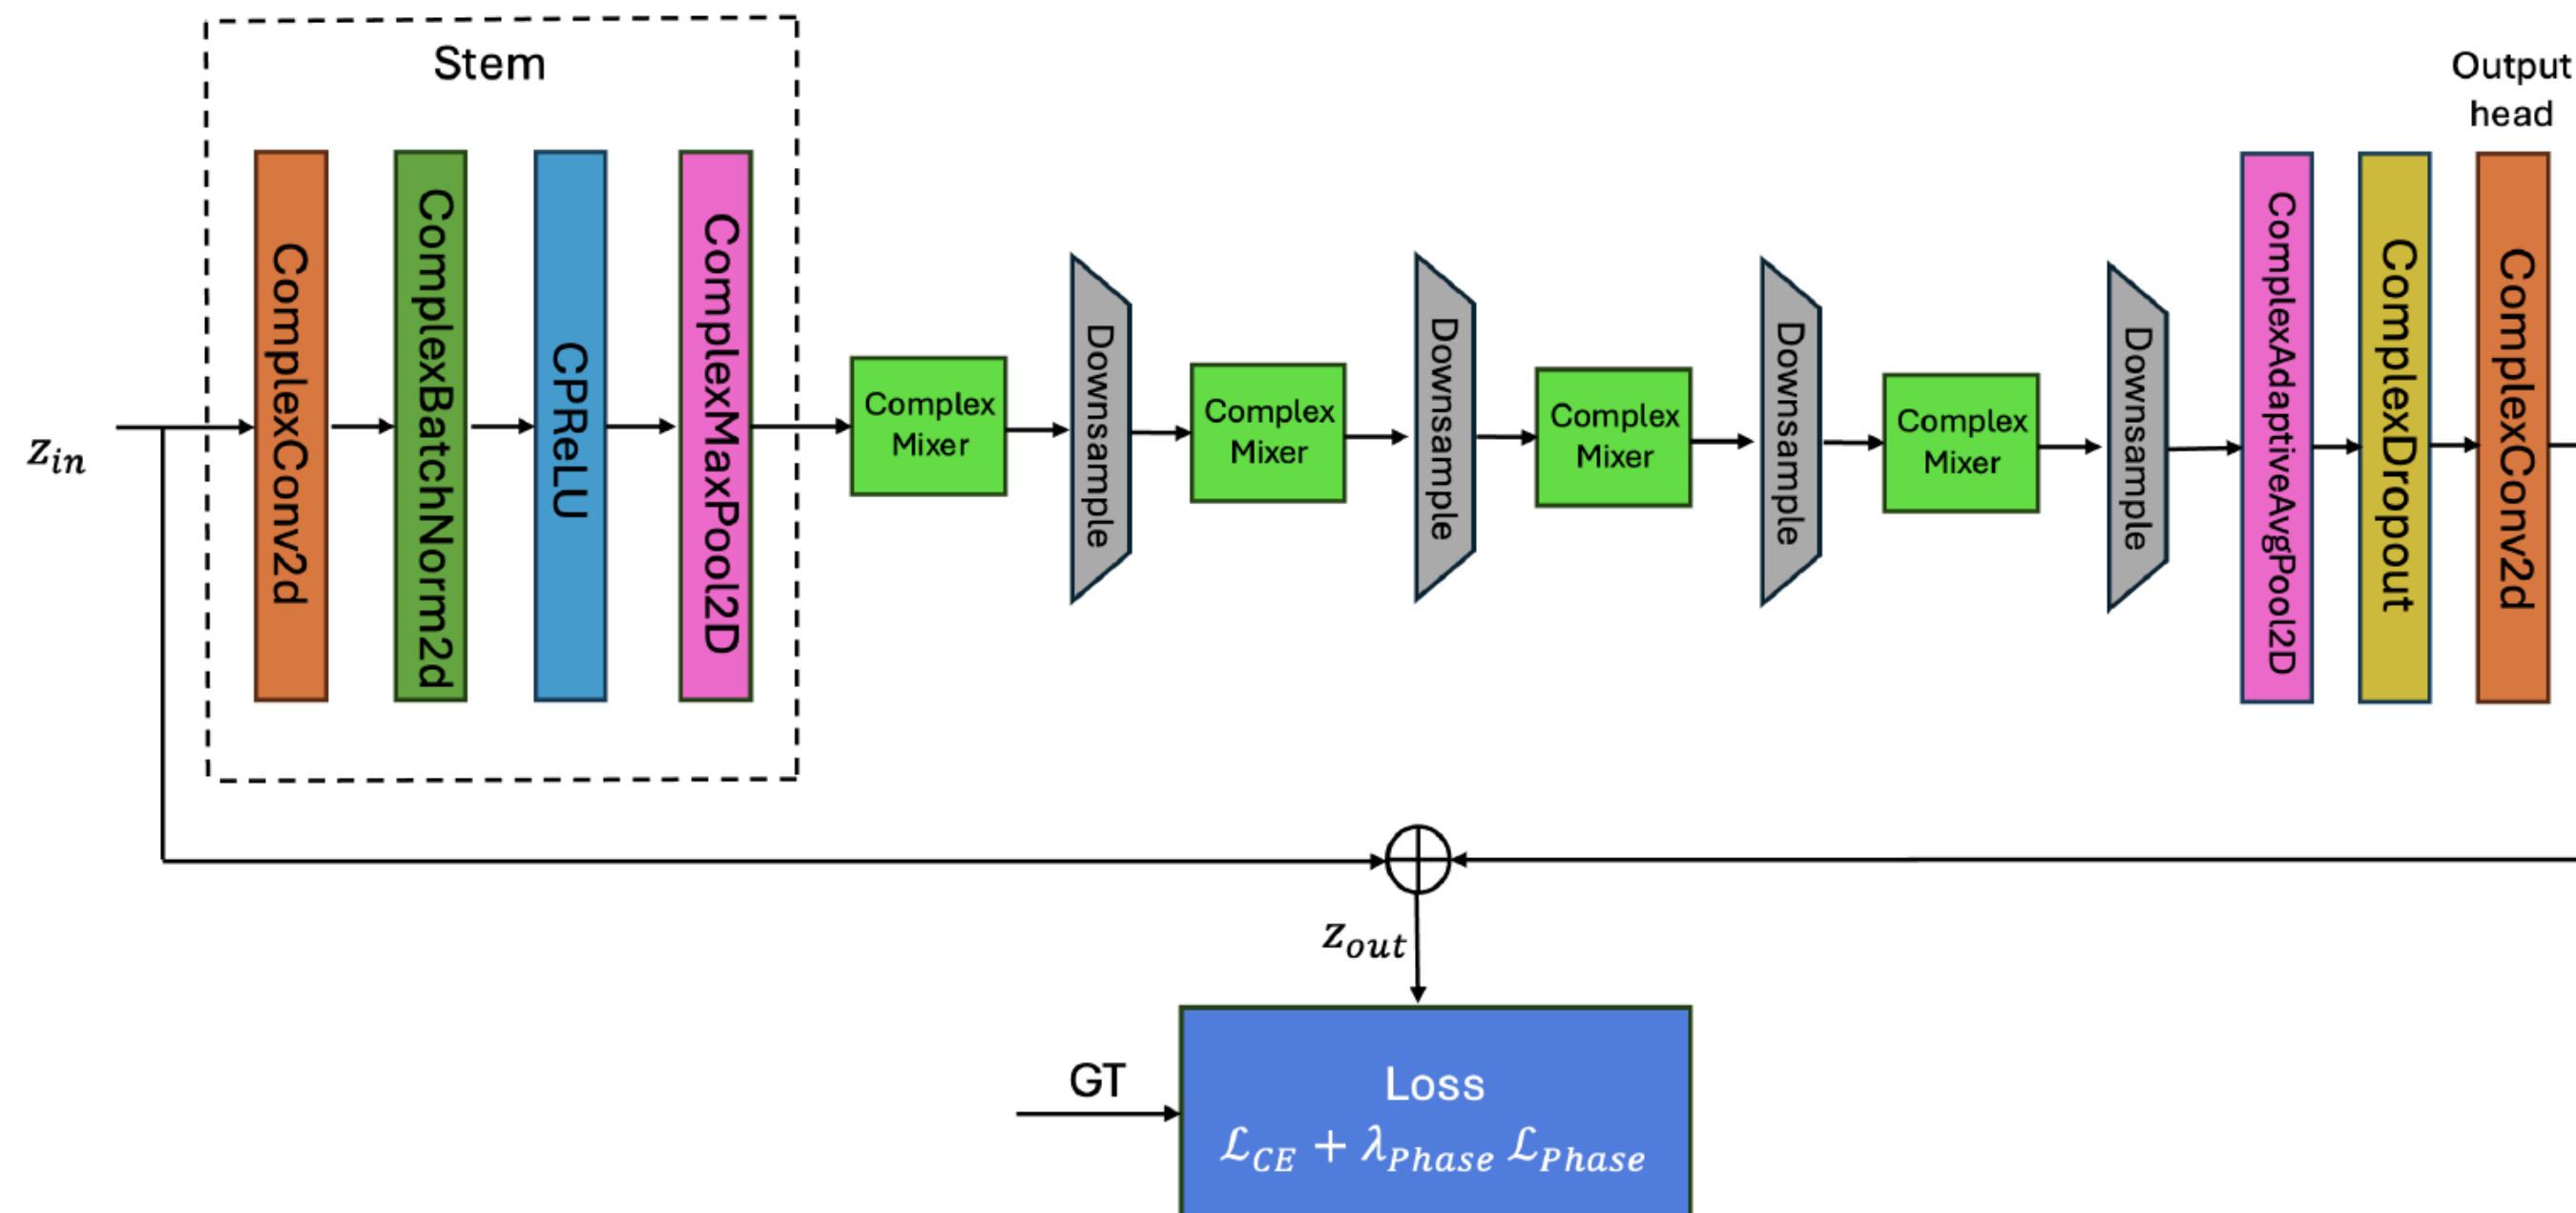 Stem
Output
head
z_in
ComplexConv2d
ComplexBatchNorm2d
CPReLU
ComplexMaxPool2D
Complex
Mixer
Downsample
Complex
Mixer
Downsample
Complex
Mixer
Downsample
Complex
Mixer
Downsample
ComplexAdaptiveAvgPool2D
ComplexDropout
ComplexConv2d
z_out
GT
Loss
ℒ_CE + λ_Phase ℒ_Phase